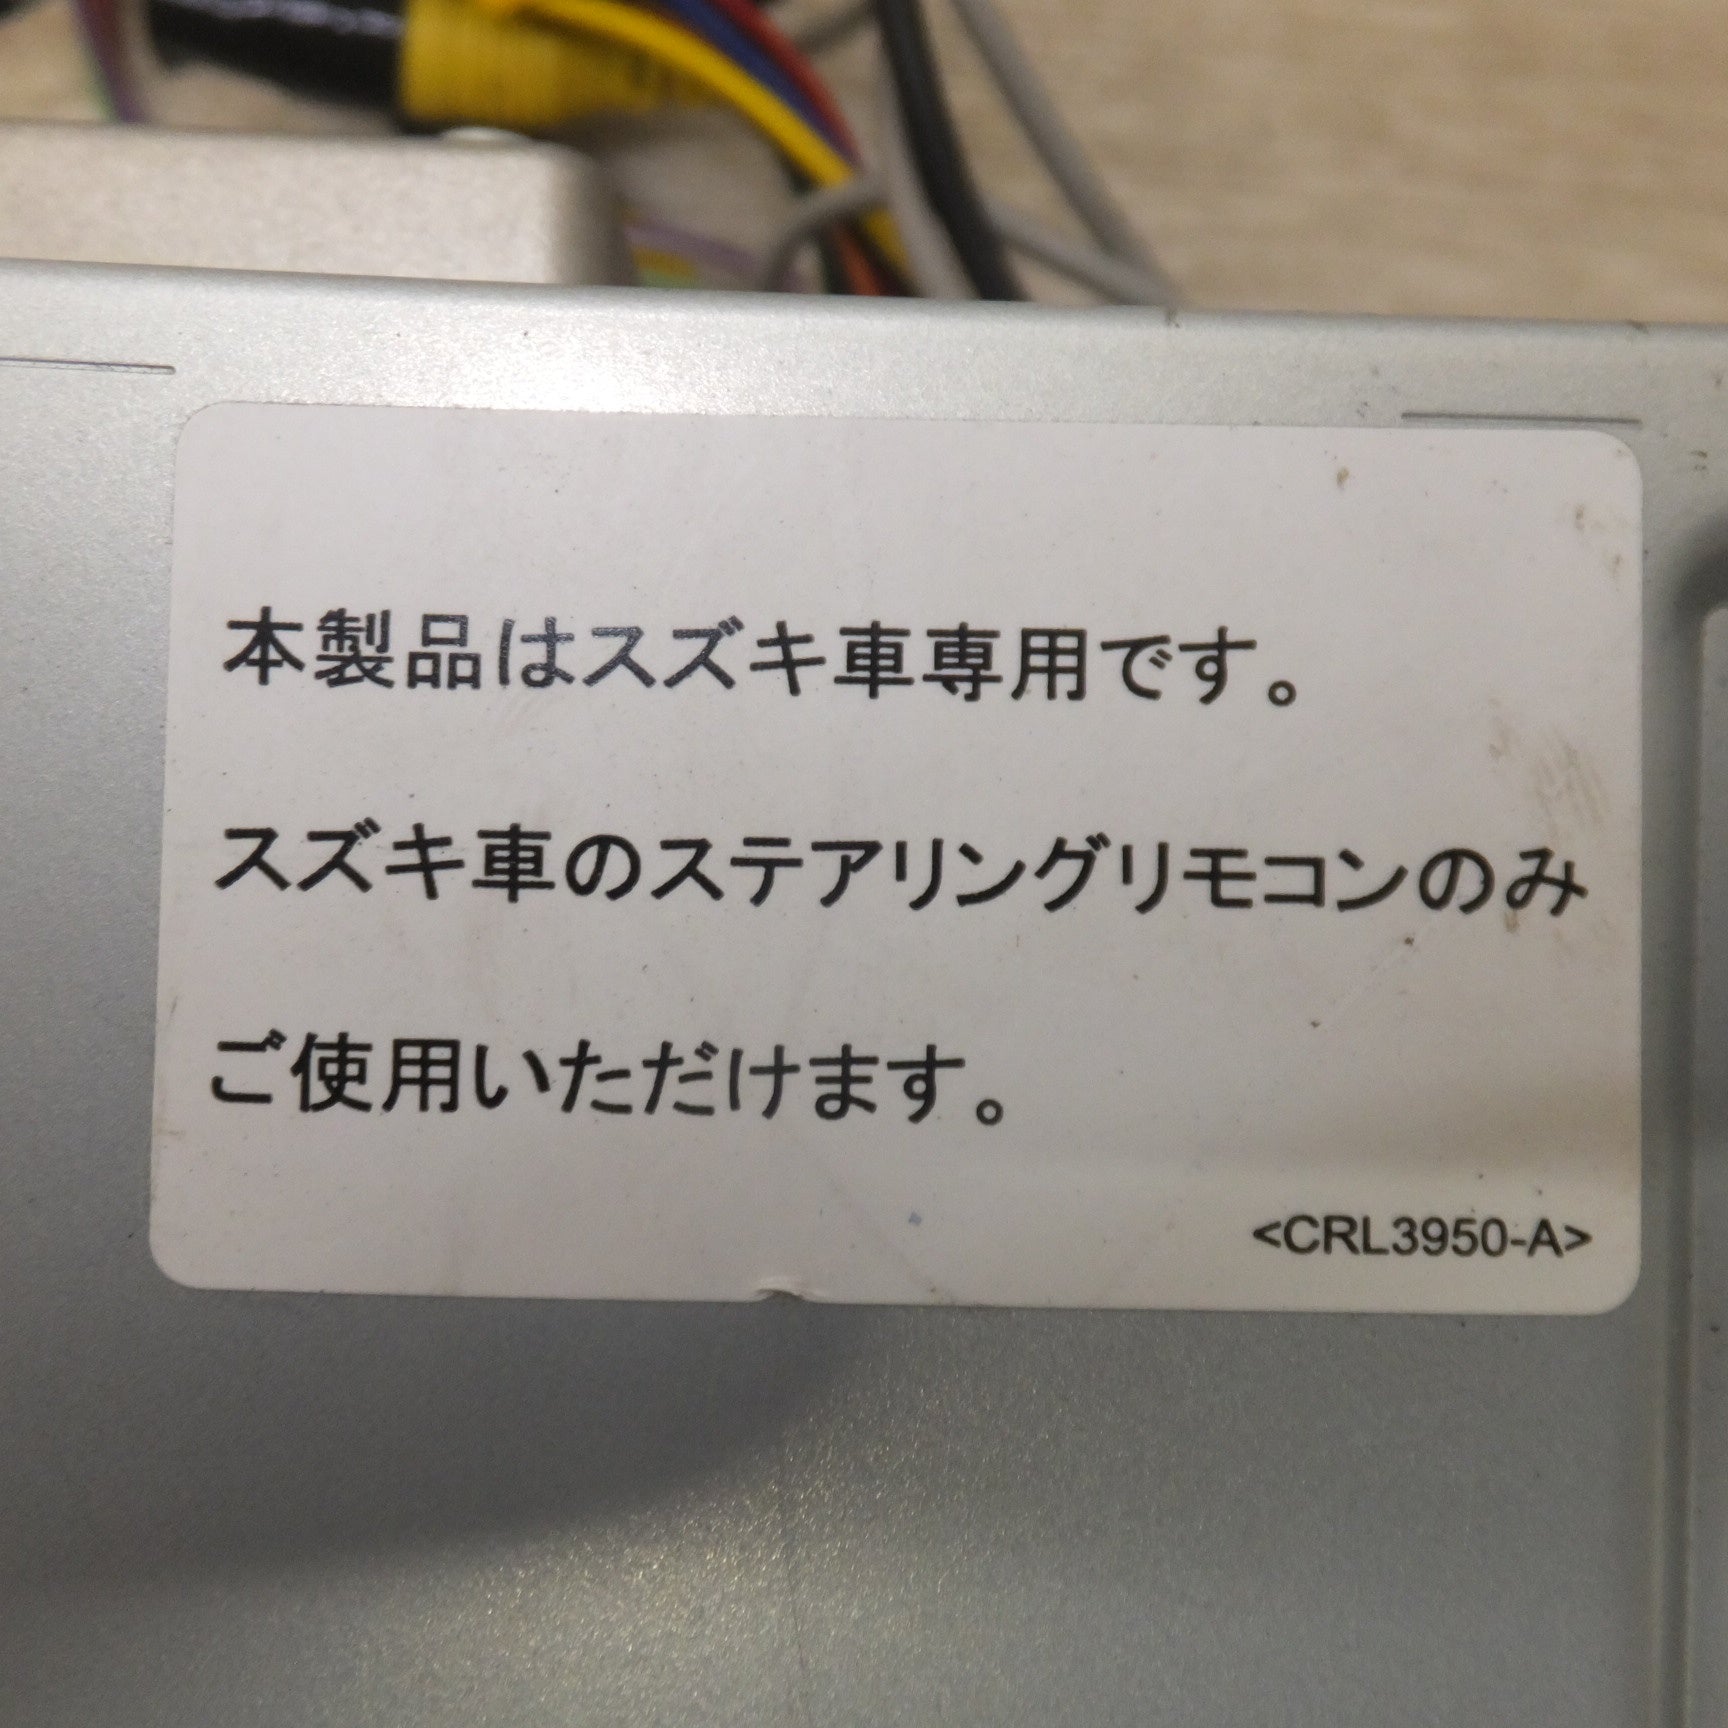 本製品はスズキ車専用です。
スズキ車のステアリングリモコンのみ
ご使用いただけます。
<CRL3950-A>